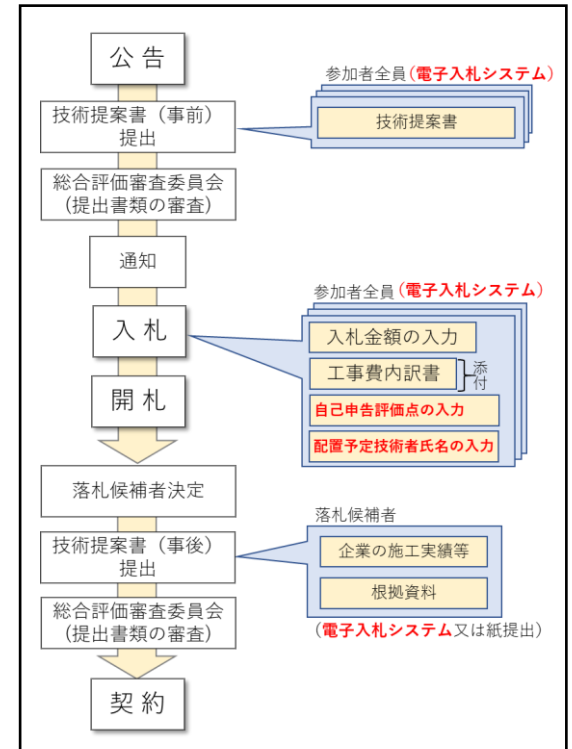 公告
参加者全員(電子入札システム)
技術提案書（事前）
提出
技術提案書
総合評価審査委員会
(提出書類の審査)
通知
参加者全員(電子入札システム)
入札
入札金額の入力
工事費内訳書
添付
開札
自己申告評価点の入力
配置予定技術者氏名の入力
落札候補者決定
落札候補者
技術提案書（事後）
提出
企業の施工実績等
根拠資料
総合評価審査委員会
(提出書類の審査)
(電子入札システム又は紙提出)
契約